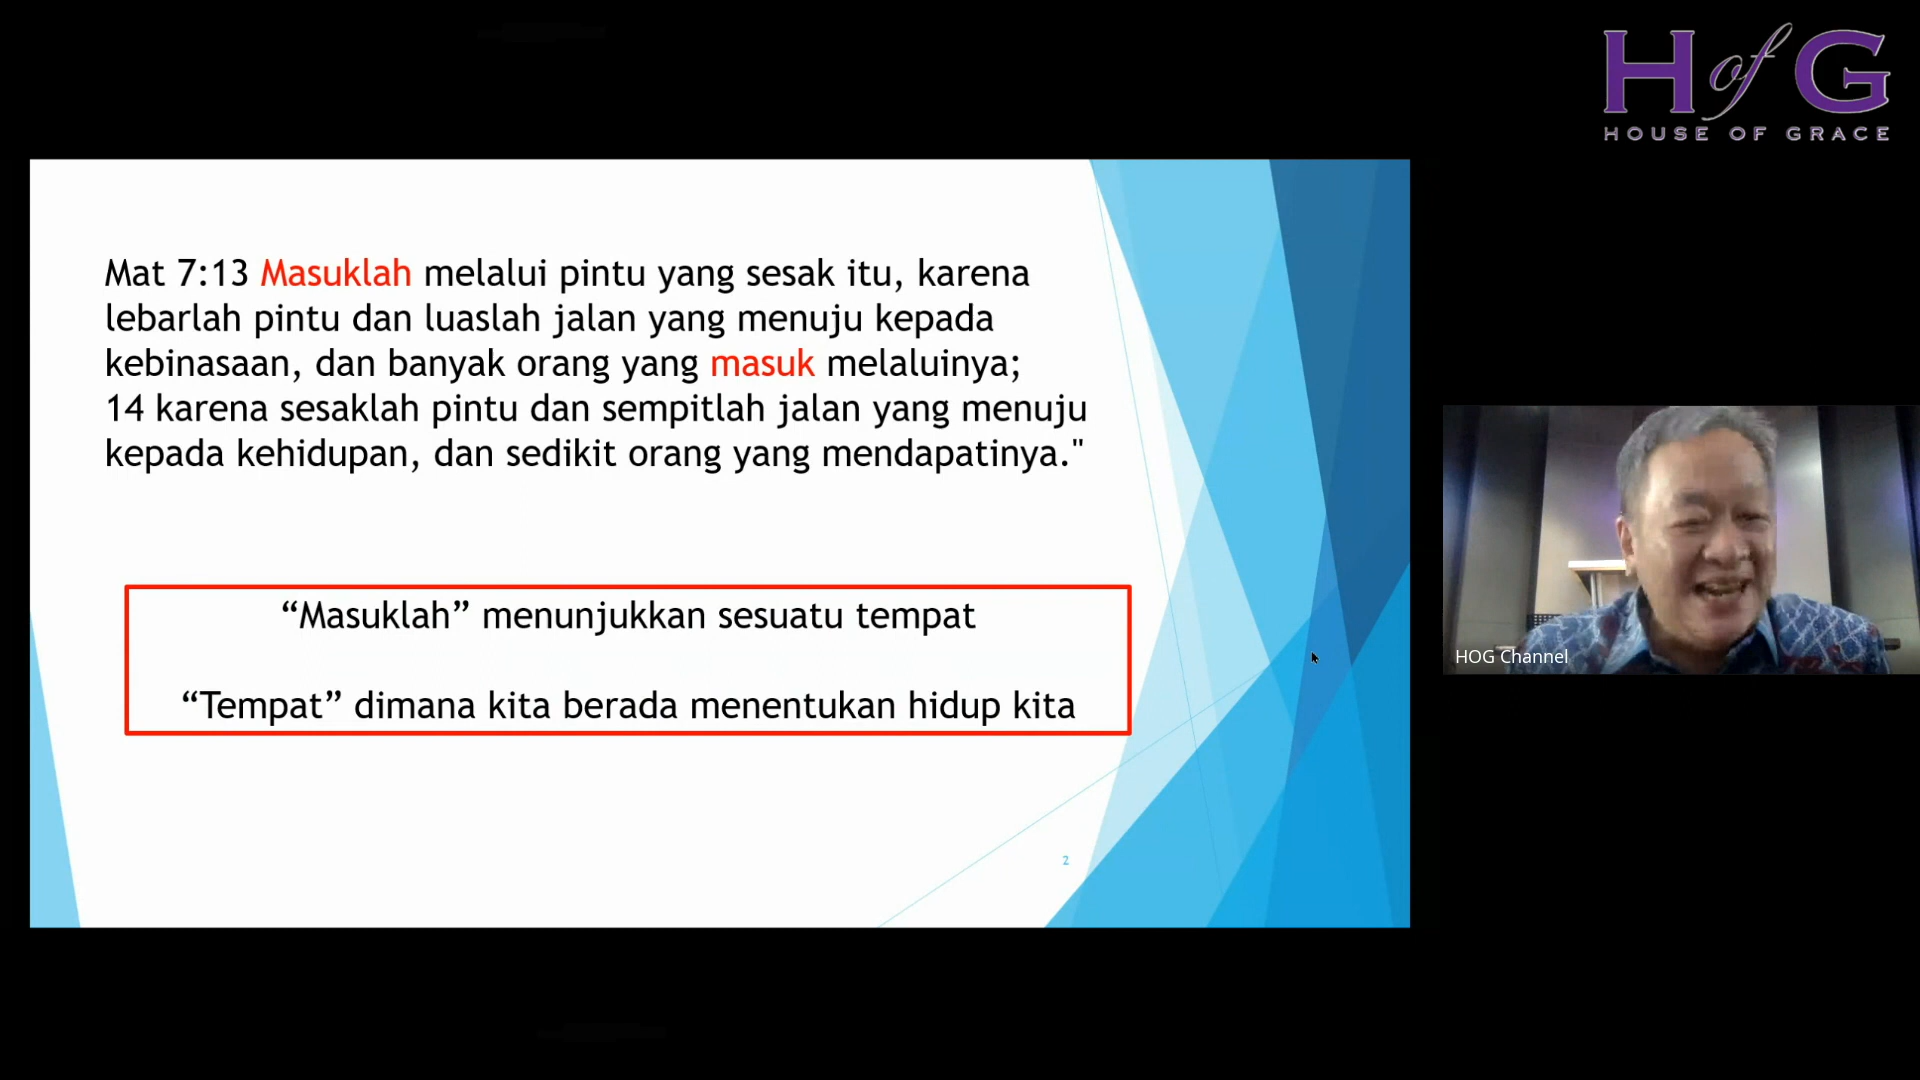 H of G
HOUSE OF GRACE
Mat 7:13 Masuklah melalui pintu yang sesak itu, karena
lebarlah pintu dan luaslah jalan yang menuju kepada
kebinasaan, dan banyak orang yang masuk melaluinya;
14 karena sesaklah pintu dan sempitlah jalan yang menuju
kepada kehidupan, dan sedikit orang yang mendapatinya."
“Masuklah” menunjukkan sesuatu tempat
“Tempat” dimana kita berada menentukan hidup kita
2
HOG Channel